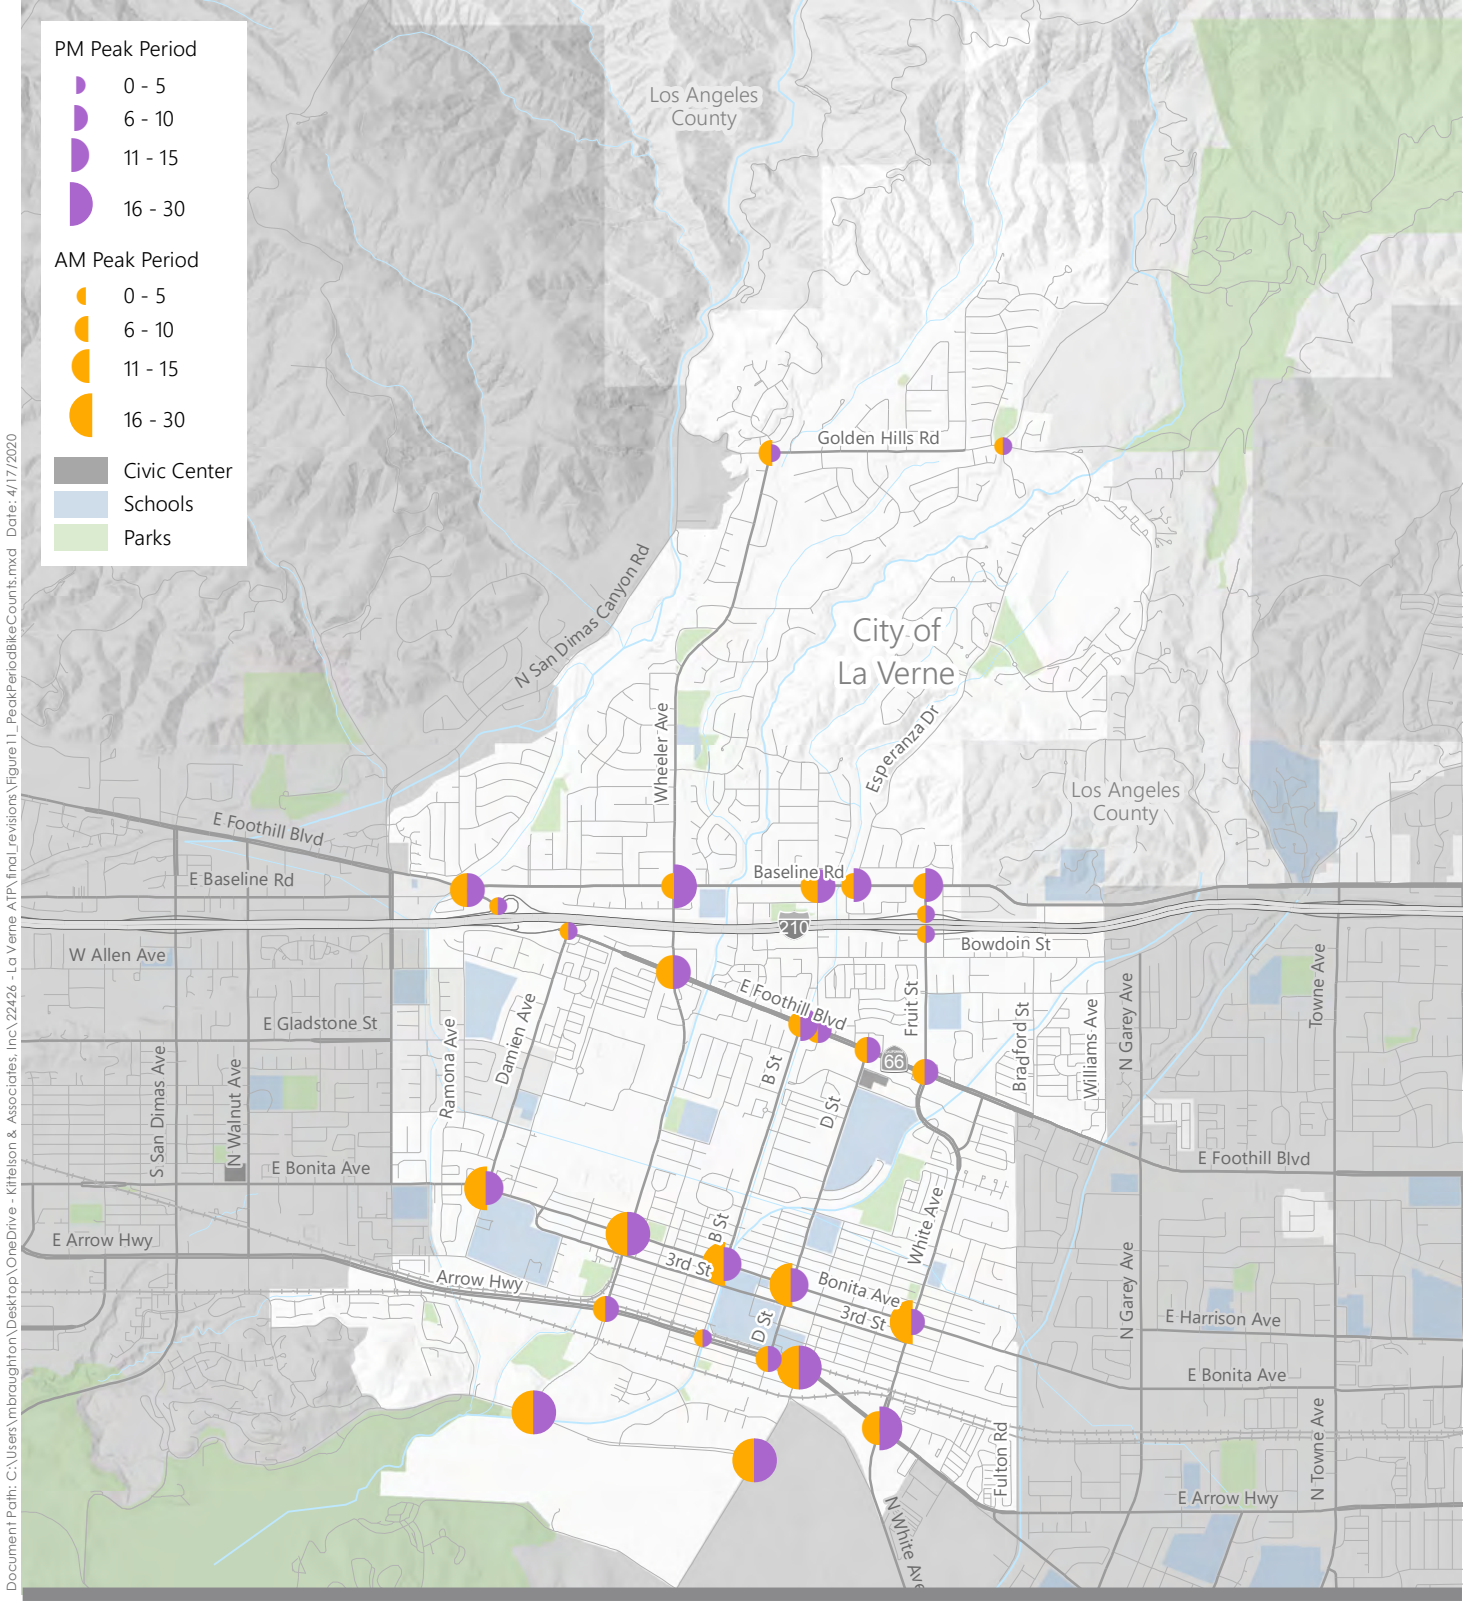 PM Peak Period
0 - 5
6 - 10
11 - 15
16 - 30
AM Peak Period
0 - 5
6 - 10
11 - 15
16 - 30
Civic Center
Schools
Parks
Document Path: C:\Users\mbraughton\Desktop\OneDrive - Kittelson & Associates, Inc\22426 - La Verne ATP\final_revisions\Figure11_PeakPeriodBikeCounts.mxd Date: 4/17/2020
Los Angeles
County
Golden Hills Rd
N San Dimas Canyon Rd
City of
La Verne
Wheeler Ave
Esperanza Dr
Los Angeles
County
E Foothill Blvd
E Baseline Rd
Baseline Rd
210
W Allen Ave
Bowdoin St
E Foothill Blvd
Fruit St
Towne Ave
E Gladstone St
Ramona Ave
Damien Ave
Bradford St
Williams Ave
N Garey Ave
S San Dimas Ave
N Walnut Ave
B St
66
D St
E Bonita Ave
E Foothill Blvd
E Arrow Hwy
B St
White Ave
3rd St
Arrow Hwy
Bonita Ave
3rd St
D St
N Garey Ave
E Harrison Ave
E Bonita Ave
Fulton Rd
N Towne Ave
E Arrow Hwy
N White Ave